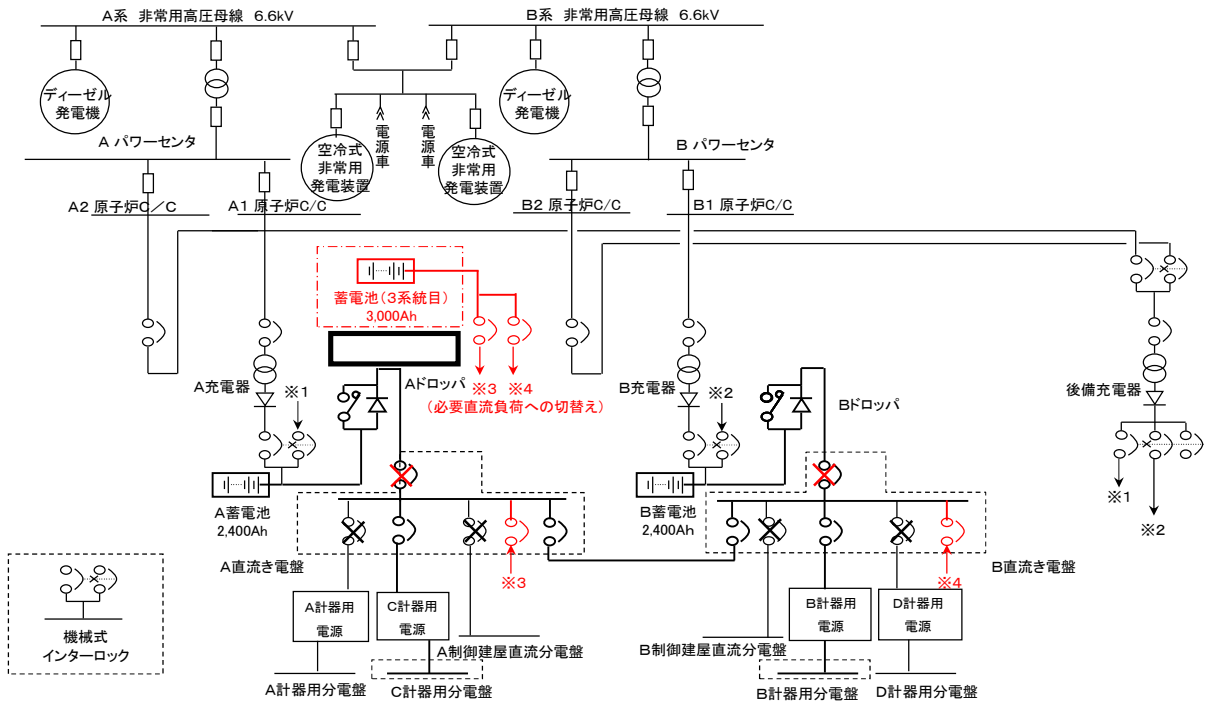 A系 非常用高圧母線 6.6kV
B系 非常用高圧母線 6.6kV
ディーゼル
発電機
空冷式
非常用
発電装置
電源車
電源車
空冷式
非常用
発電装置
ディーゼル
発電機
A パワーセンタ
B パワーセンタ
A2 原子炉C/C
A1 原子炉C/C
B2 原子炉C/C
B1 原子炉C/C
蓄電池(3系統目)
3,000Ah
A充電器
※1
Aドロッパ
※3
※4
(必要直流負荷への切替え)
B充電器
※2
Bドロッパ
後備充電器
※1
※2
A蓄電池
2,400Ah
B蓄電池
2,400Ah
A直流き電盤
※3
※4
B直流き電盤
A計器用
電源
C計器用
電源
B計器用
電源
D計器用
電源
A制御建屋直流分電盤
B制御建屋直流分電盤
A計器用分電盤
C計器用分電盤
B計器用分電盤
D計器用分電盤
機械式
インターロック